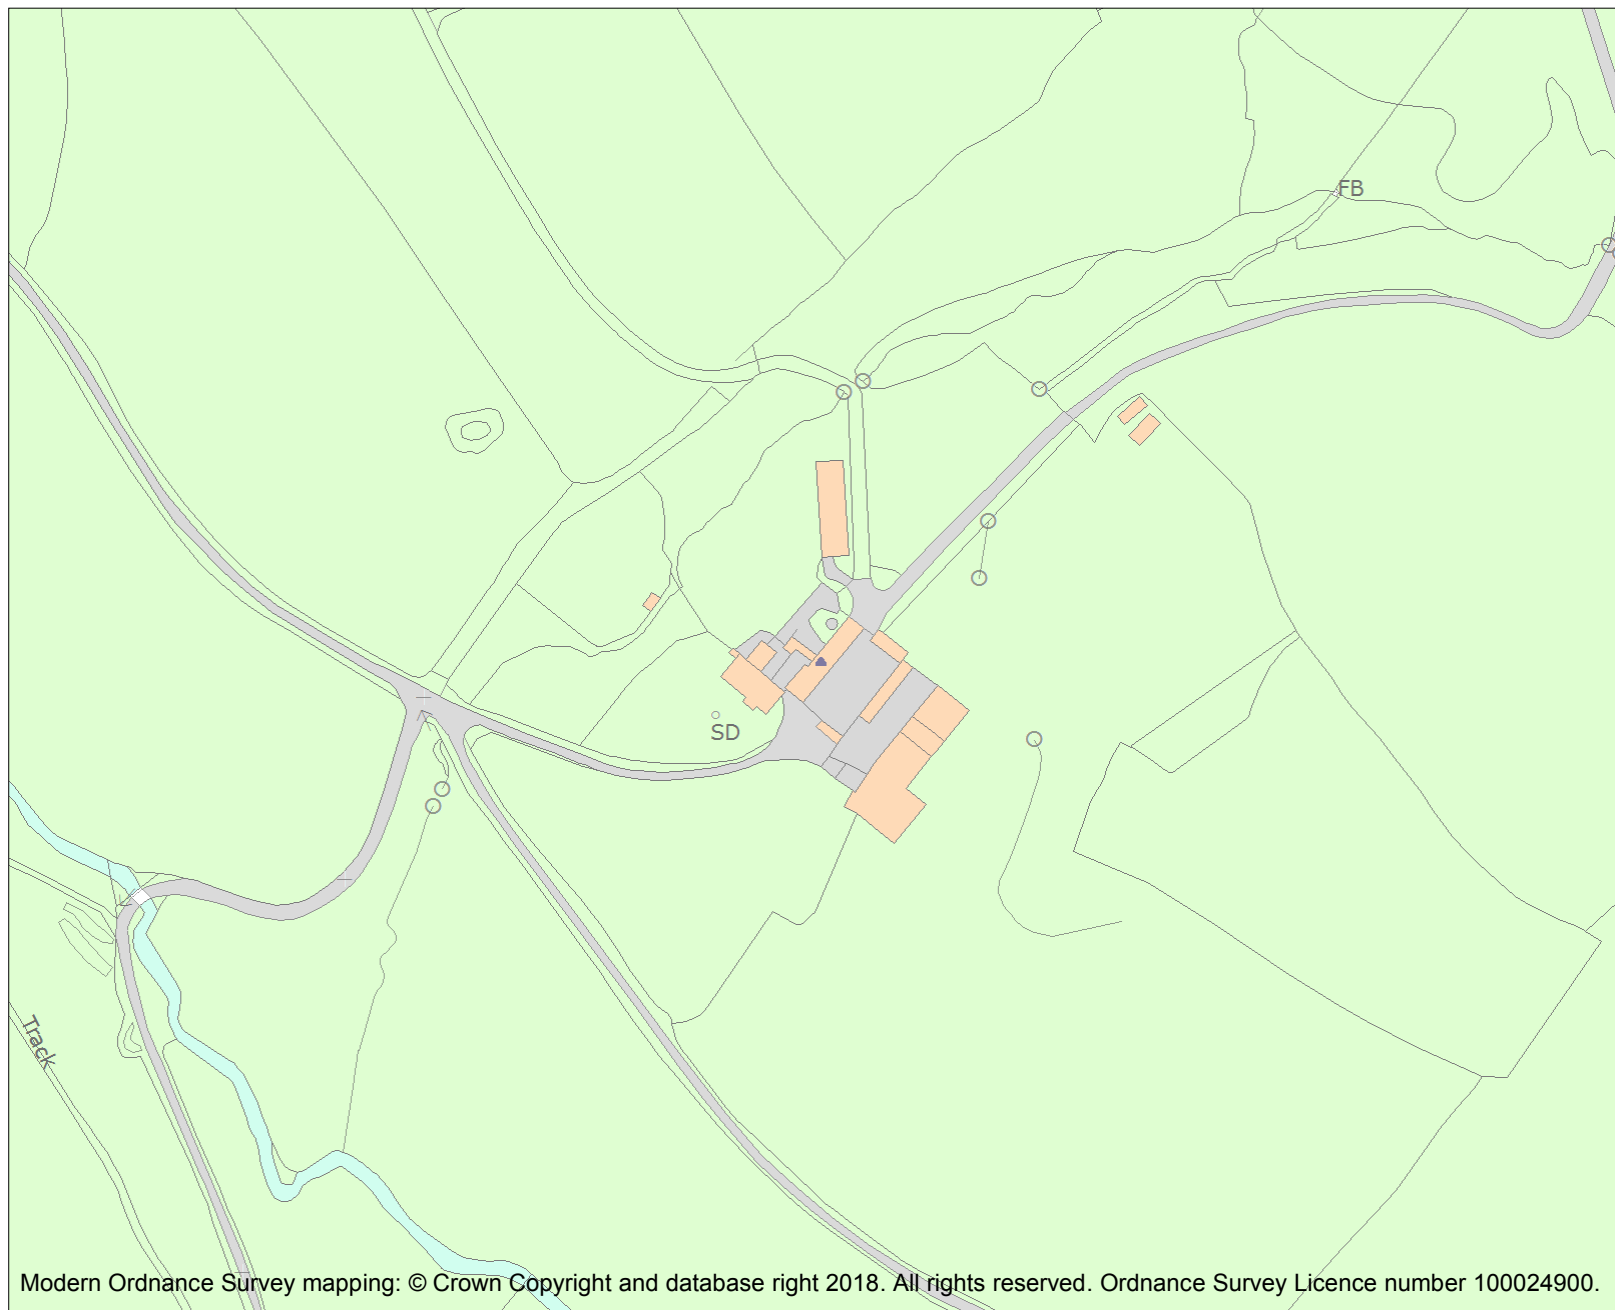 FB
SD
Track
Modern Ordnance Survey mapping: © Crown Copyright and database right 2018. All rights reserved. Ordnance Survey Licence number 100024900.